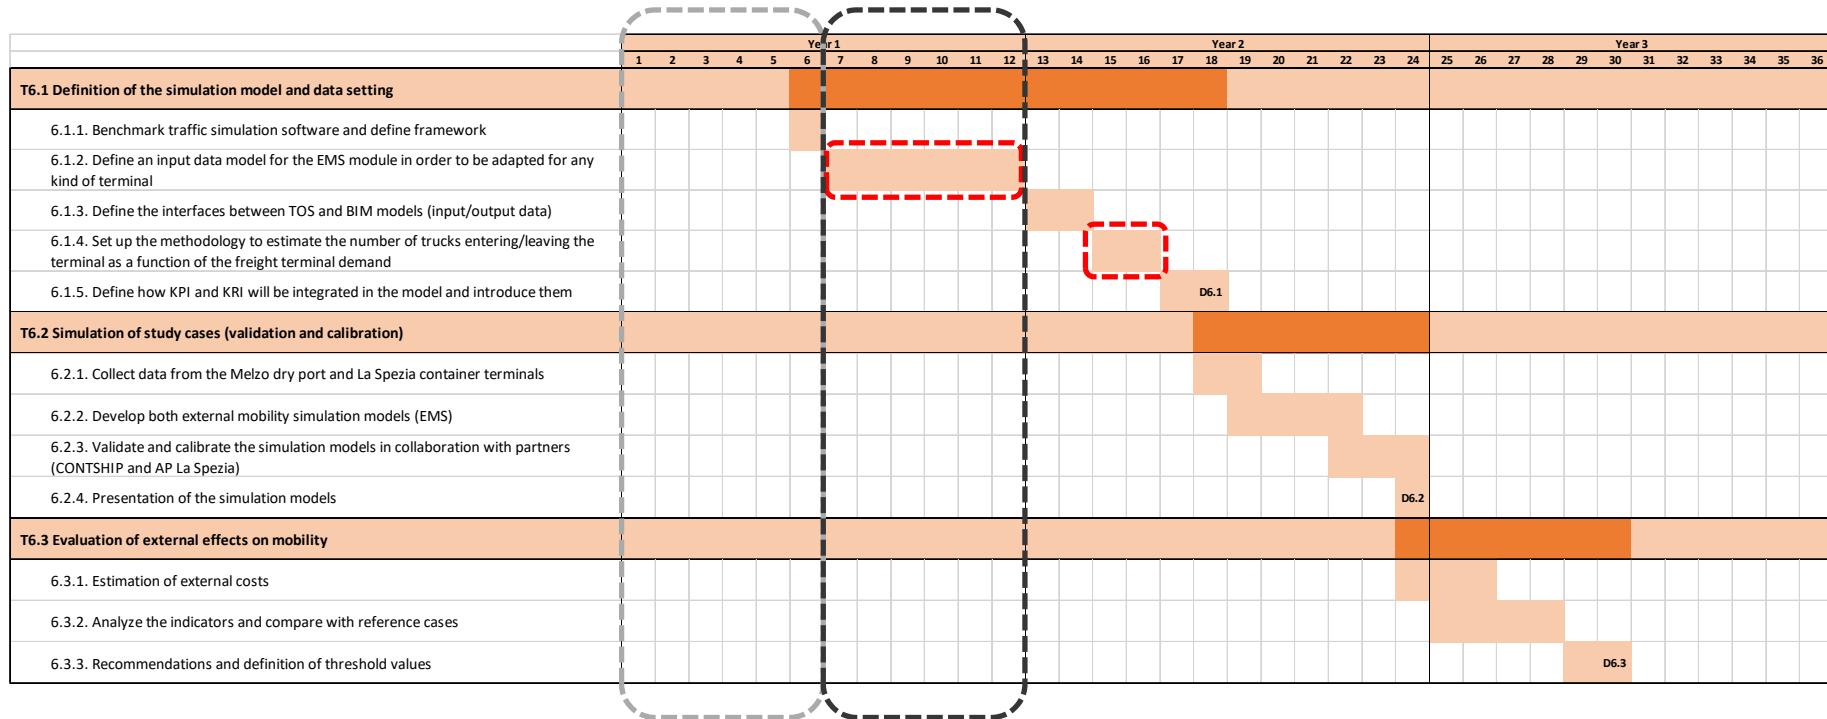 Year 1 Year 2 Year 3
1 2 3 4 5 6 7 8 9 10 11 12 13 14 15 16 17 18 19 20 21 22 23 24 25 26 27 28 29 30 31 32 33 34 35 36
T6.1 Definition of the simulation model and data setting
6.1.1. Benchmark traffic simulation software and define framework
6.1.2. Define an input data model for the EMS module in order to be adapted for any
kind of terminal
6.1.3. Define the interfaces between TOS and BIM models (input/output data)
6.1.4. Set up the methodology to estimate the number of trucks entering/leaving the
terminal as a function of the freight terminal demand
6.1.5. Define how KPI and KRI will be integrated in the model and introduce them D6.1
T6.2 Simulation of study cases (validation and calibration)
6.2.1. Collect data from the Melzo dry port and La Spezia container terminals
6.2.2. Develop both external mobility simulation models (EMS)
6.2.3. Validate and calibrate the simulation models in collaboration with partners
(CONTSHIP and AP La Spezia)
6.2.4. Presentation of the simulation models D6.2
T6.3 Evaluation of external effects on mobility
6.3.1. Estimation of external costs
6.3.2. Analyze the indicators and compare with reference cases
6.3.3. Recommendations and definition of threshold values D6.3